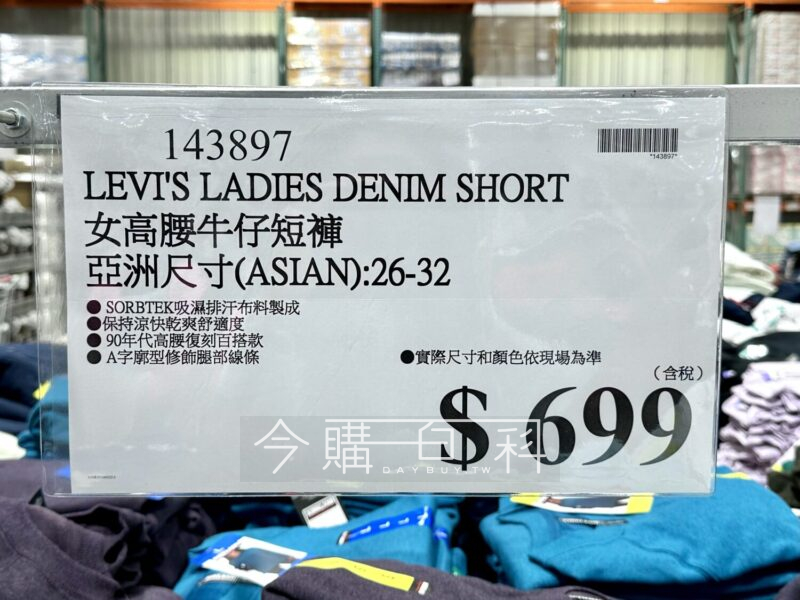 143897
*143897*
LEVI'S LADIES DENIM SHORT
女高腰牛仔短褲
亞洲尺寸(ASIAN):26-32
● SORBTEK吸濕排汗布料製成
●保持涼快乾爽舒適度
● 90年代高腰復刻百搭款
● A字廓型修飾腿部線條
●實際尺寸和顏色依現場為準
（含稅）
$ 699
今購百科
DAYBUY.TW